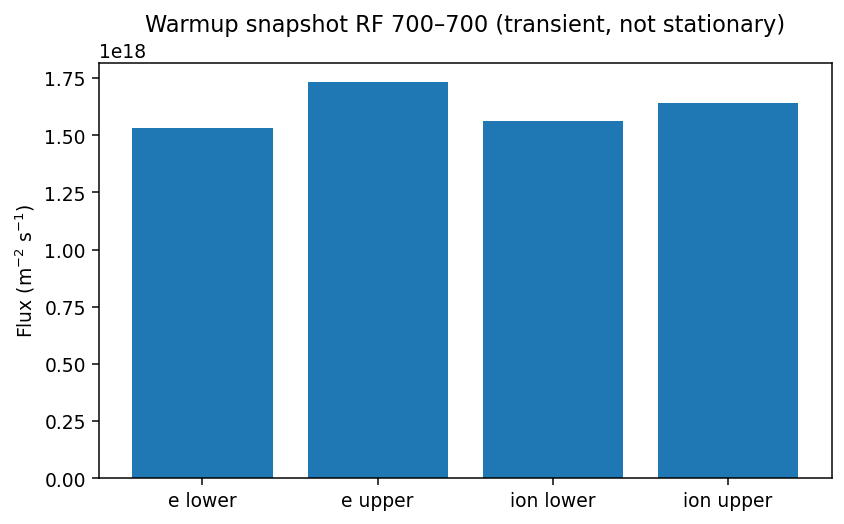 Warmup snapshot RF 700–700 (transient, not stationary)
1e18
1.75
1.50
1.25
1.00
0.75
0.50
0.25
0.00
Flux (m⁻² s⁻¹)
e lower
e upper
ion lower
ion upper